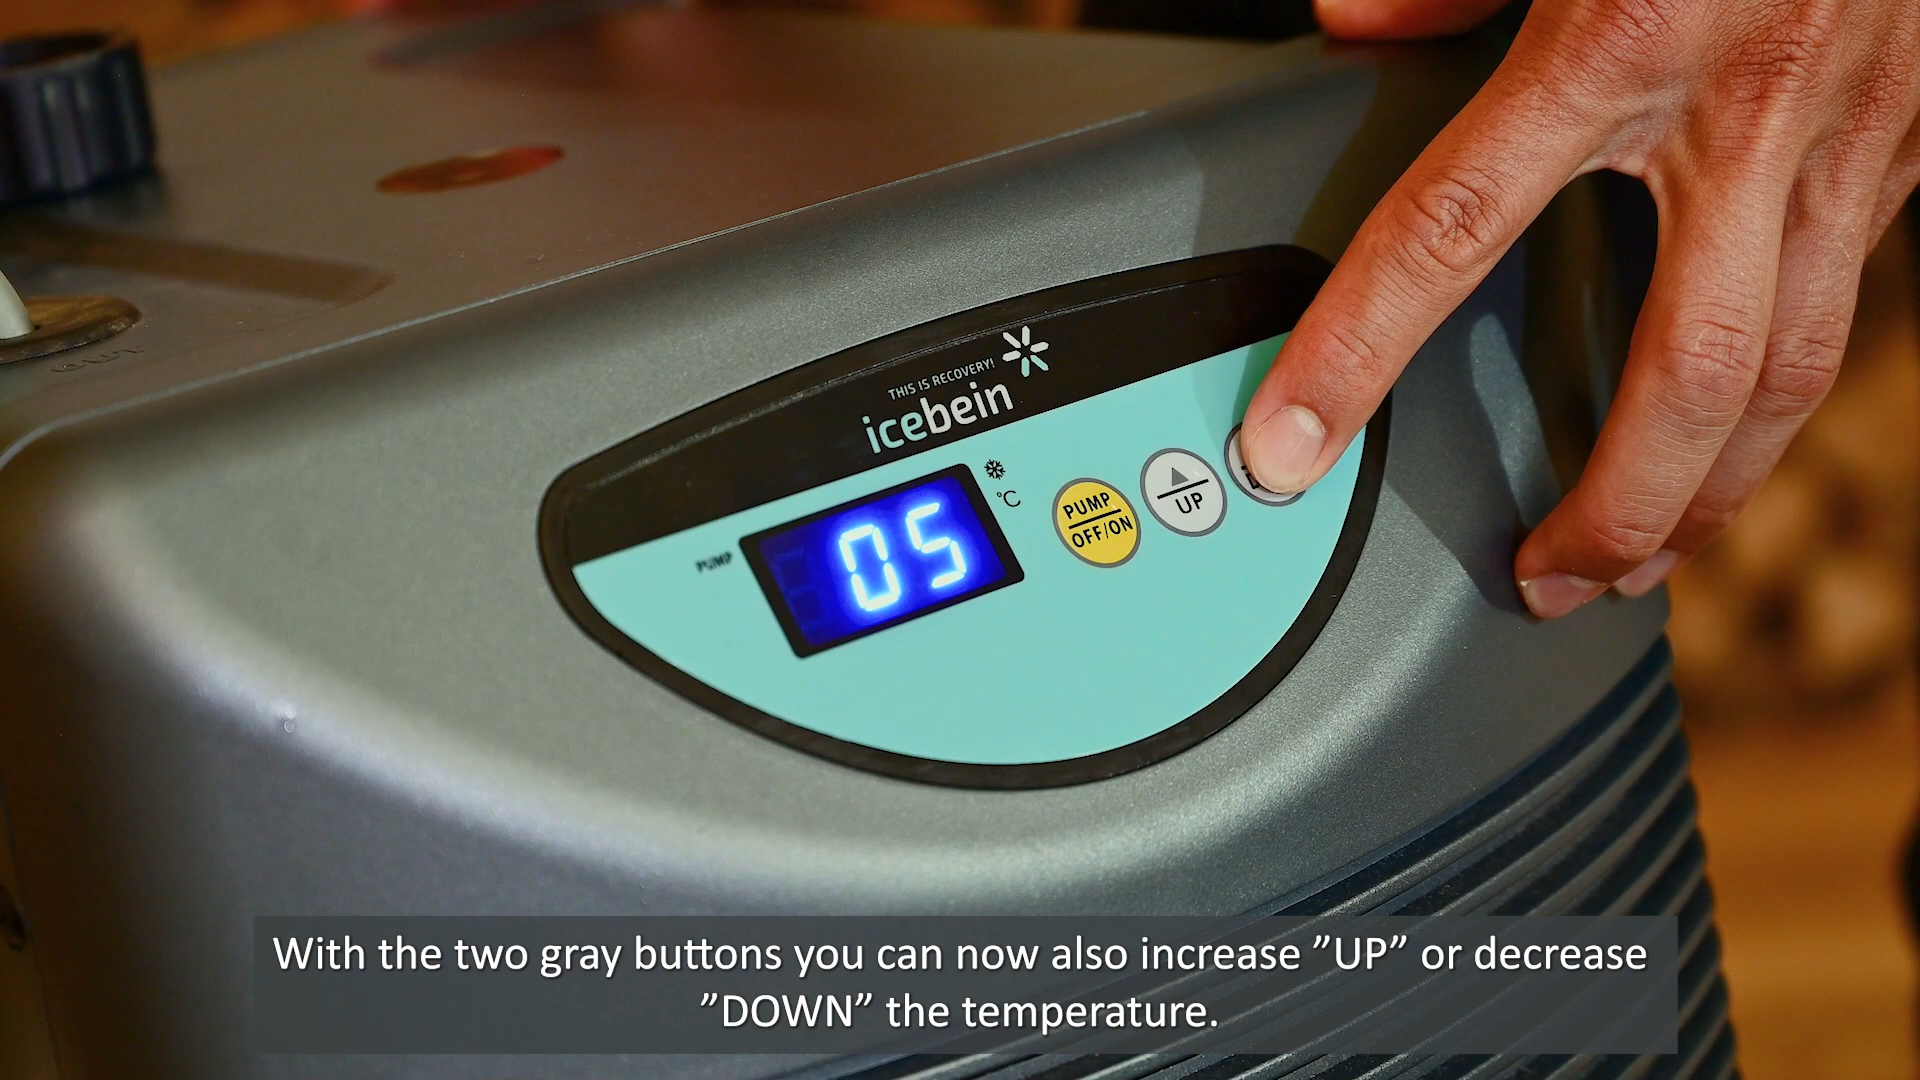 THIS IS RECOVERY!
icebein
°C
PUMP
05
PUMP
OFF/ON
UP
OUT
With the two gray buttons you can now also increase ”UP” or decrease
”DOWN” the temperature.